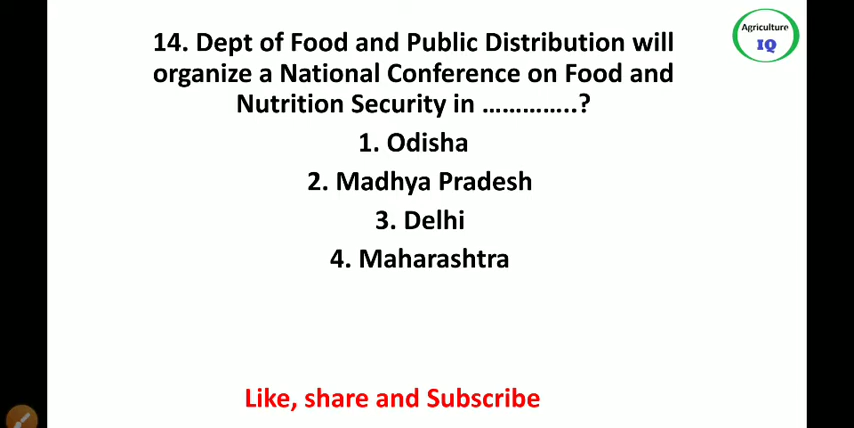 Agriculture
IQ
14. Dept of Food and Public Distribution will
organize a National Conference on Food and
Nutrition Security in …………..?
1. Odisha
2. Madhya Pradesh
3. Delhi
4. Maharashtra
Like, share and Subscribe